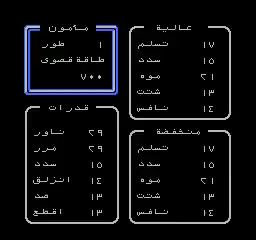 مأمون
طور ١
طاقة قصوى
٧٠٠
قدرات
ناور ٢٩
مرر ٢٩
سدد ١٥
انزلق ١٤
صد ١٣
اقطع ١٣
عالية
تسلم ١٧
سدد ١٥
موه ٢١
شتت ١٣
نافس ١٤
منخفضة
تسلم ١٧
سدد ١٥
موه ٢١
شتت ١٣
نافس ١٤